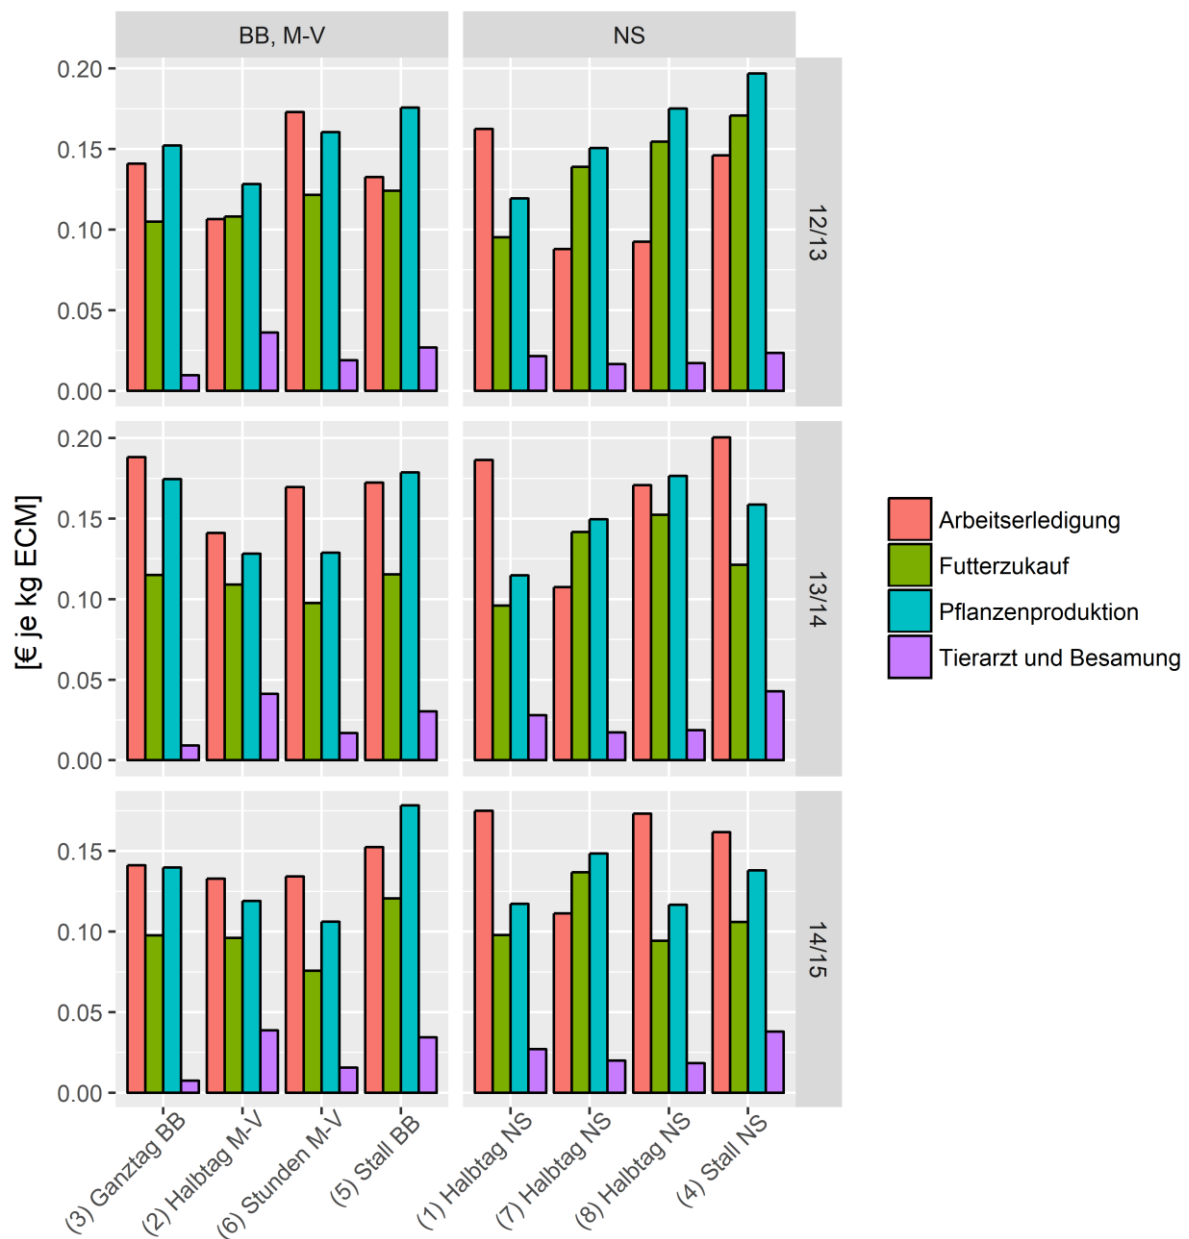 BB, M-V
NS
0.20
0.15
0.10
0.05
0.00
12/13
0.20
0.15
0.10
0.05
0.00
13/14
0.15
0.10
0.05
0.00
14/15
[€ je kg ECM]
(3) Ganztag BB
(2) Halbtag M-V
(6) Stunden M-V
(5) Stall BB
(1) Halbtag NS
(7) Halbtag NS
(8) Halbtag NS
(4) Stall NS
Arbeitserledigung
Futterzukauf
Pflanzenproduktion
Tierarzt und Besamung